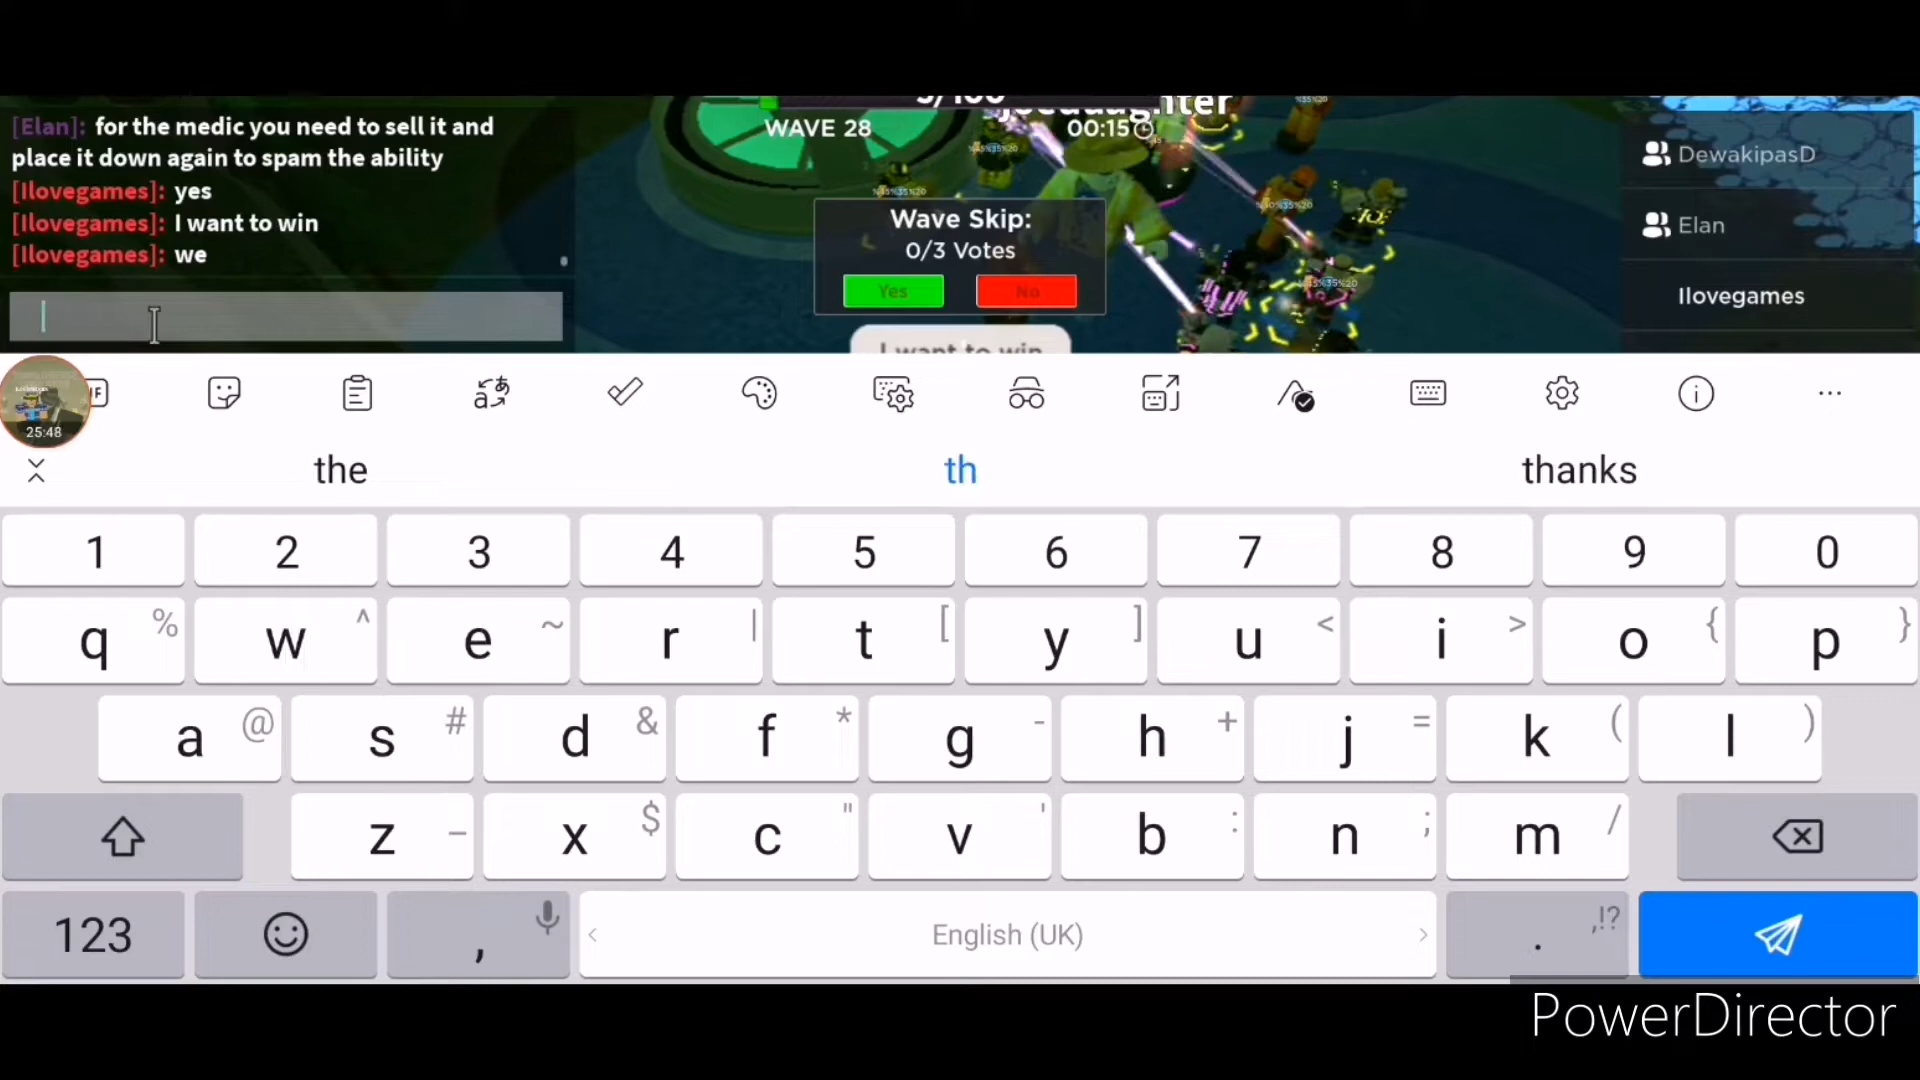 [Elan]: for the medic you need to sell it and
place it down again to spam the ability
[Ilovegames]: yes
[Ilovegames]: I want to win
[Ilovegames]: we
WAVE 28
00:15
Wave Skip:
0/3 Votes
Yes
No
I want to win
DewakipasD
Elan
Ilovegames
25:48
the
th
thanks
1 2 3 4 5 6 7 8 9 0
q % w ^ e ~ r | t [ y ] u < i > o { p }
a @ s # d & f * g - h + j = k ( l )
z _ x $ c " v ' b : n ; m /
123 , < English (UK) > . ,!?
PowerDirector